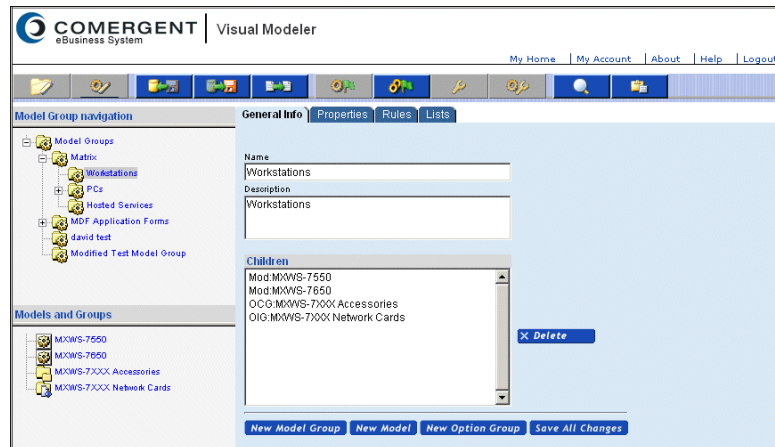 COMERGENT
eBusiness System
Visual Modeler
My Home | My Account | About | Help | Logout
Model Group navigation
Model Groups
Matrix
Workstations
PCs
Hosted Services
MDF Application Forms
david test
Modified Test Model Group
Models and Groups
MXWS-7550
MXWS-7650
MXWS-7XXX Accessories
MXWS-7XXX Network Cards
General Info Properties Rules Lists
Name
Workstations
Description
Workstations
Children
Mod:MXWS-7550
Mod:MXWS-7650
OCG:MXWS-7XXX Accessories
OIG:MXWS-7XXX Network Cards
X Delete
New Model Group New Model New Option Group Save All Changes